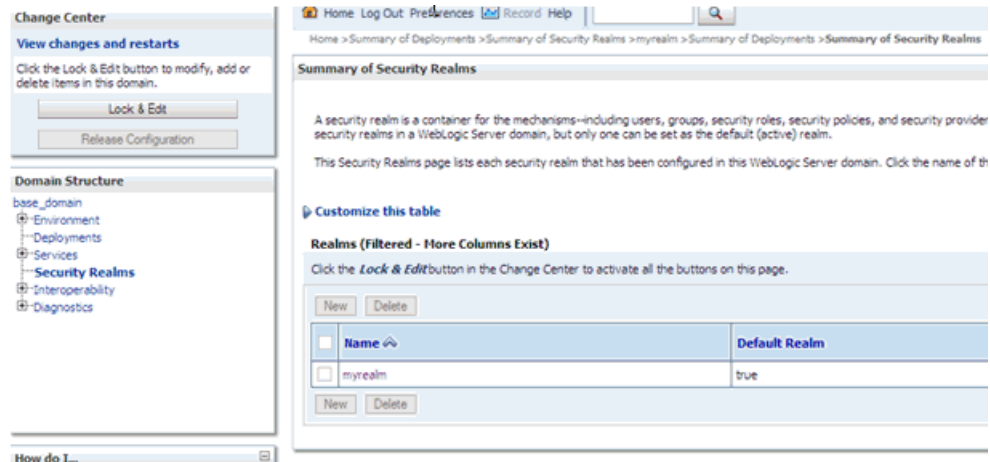 Change Center
View changes and restarts
Click the Lock & Edit button to modify, add or
delete items in this domain.
Lock & Edit
Release Configuration
Domain Structure
base_domain
Environment
Deployments
Services
Security Realms
Interoperability
Diagnostics
How do I...
Home Log Out Preferences Record Help
Home >Summary of Deployments >Summary of Security Realms >myrealm >Summary of Deployments >Summary of Security Realms
Summary of Security Realms
A security realm is a container for the mechanisms--including users, groups, security roles, security policies, and security provider
security realms in a WebLogic Server domain, but only one can be set as the default (active) realm.
This Security Realms page lists each security realm that has been configured in this WebLogic Server domain. Click the name of th
Customize this table
Realms (Filtered - More Columns Exist)
Click the Lock & Edit button in the Change Center to activate all the buttons on this page.
New Delete
Name Default Realm
myrealm true
New Delete